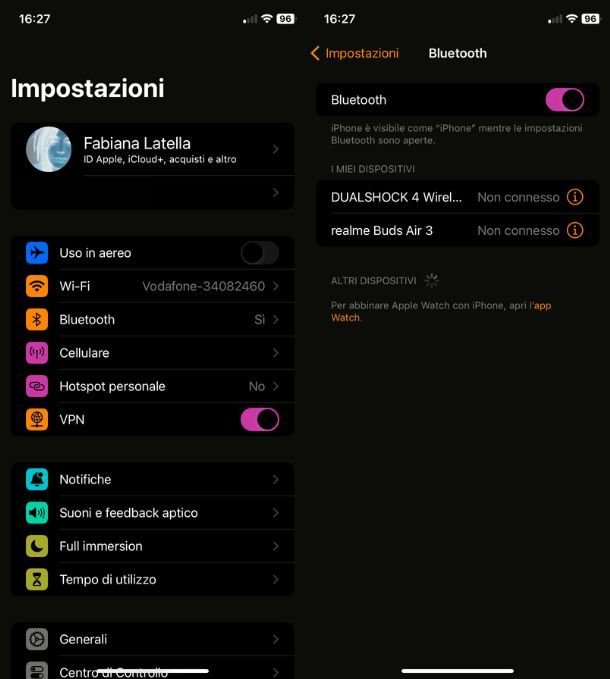 16:27
96
Impostazioni
Fabiana Latella
ID Apple, iCloud+, acquisti e altro
Uso in aereo
Wi-Fi Vodafone-34082460
Bluetooth Sì
Cellulare
Hotspot personale No
VPN
Notifiche
Suoni e feedback aptico
Full immersion
Tempo di utilizzo
Generali
Centro di Controllo
16:27
96
Impostazioni Bluetooth
Bluetooth
iPhone è visibile come “iPhone” mentre le impostazioni
Bluetooth sono aperte.
I MIEI DISPOSITIVI
DUALSHOCK 4 Wirel... Non connesso
realme Buds Air 3 Non connesso
ALTRI DISPOSITIVI
Per abbinare Apple Watch con iPhone, apri l'app
Watch.